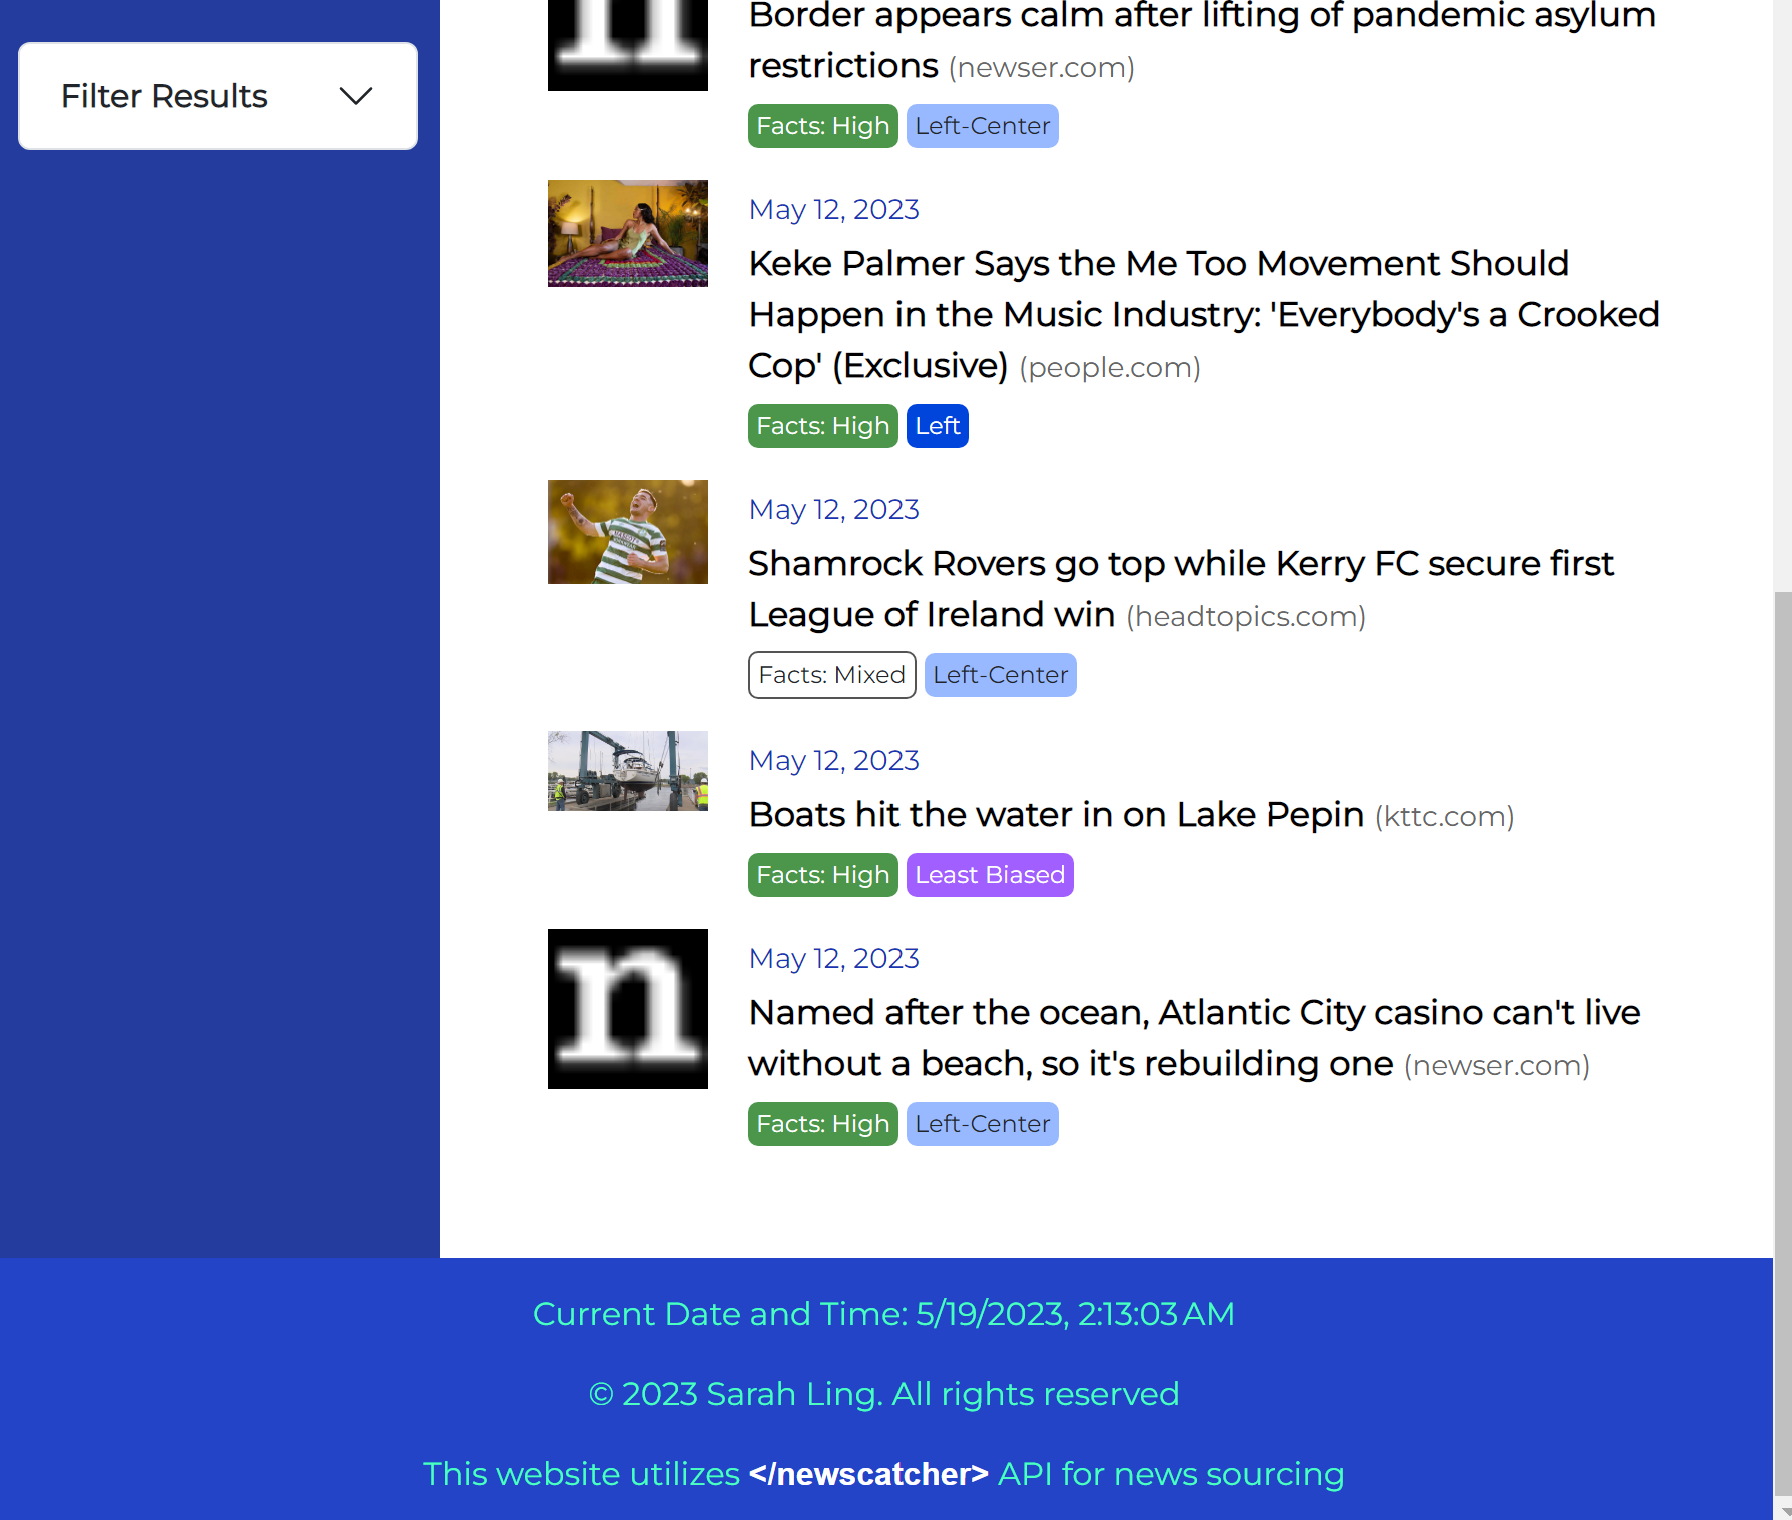 Filter Results
Border appears calm after lifting of pandemic asylum
restrictions (newser.com)
Facts: High Left-Center
May 12, 2023
Keke Palmer Says the Me Too Movement Should
Happen in the Music Industry: 'Everybody's a Crooked
Cop' (Exclusive) (people.com)
Facts: High Left
May 12, 2023
Shamrock Rovers go top while Kerry FC secure first
League of Ireland win (headtopics.com)
Facts: Mixed Left-Center
May 12, 2023
Boats hit the water in on Lake Pepin (kttc.com)
Facts: High Least Biased
n
May 12, 2023
Named after the ocean, Atlantic City casino can't live
without a beach, so it's rebuilding one (newser.com)
Facts: High Left-Center
Current Date and Time: 5/19/2023, 2:13:03 AM
© 2023 Sarah Ling. All rights reserved
This website utilizes </newscatcher> API for news sourcing